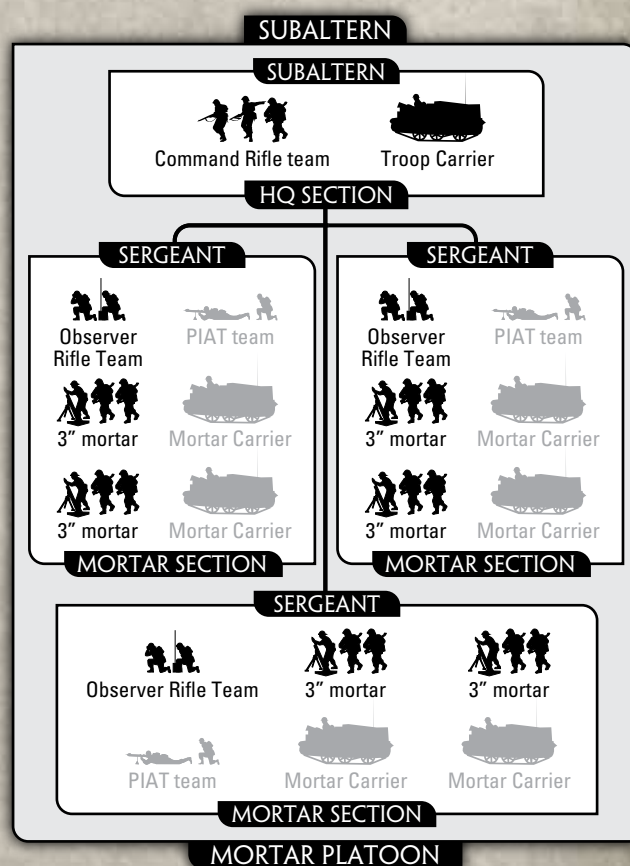 SUBALTERN
SUBALTERN
Command Rifle team
Troop Carrier
HQ SECTION
SERGEANT
Observer
Rifle Team
PIAT team
3” mortar
Mortar Carrier
3” mortar
Mortar Carrier
MORTAR SECTION
SERGEANT
Observer
Rifle Team
PIAT team
3” mortar
Mortar Carrier
3” mortar
Mortar Carrier
MORTAR SECTION
SERGEANT
Observer Rifle Team
3” mortar
3” mortar
PIAT team
Mortar Carrier
Mortar Carrier
MORTAR SECTION
MORTAR PLATOON